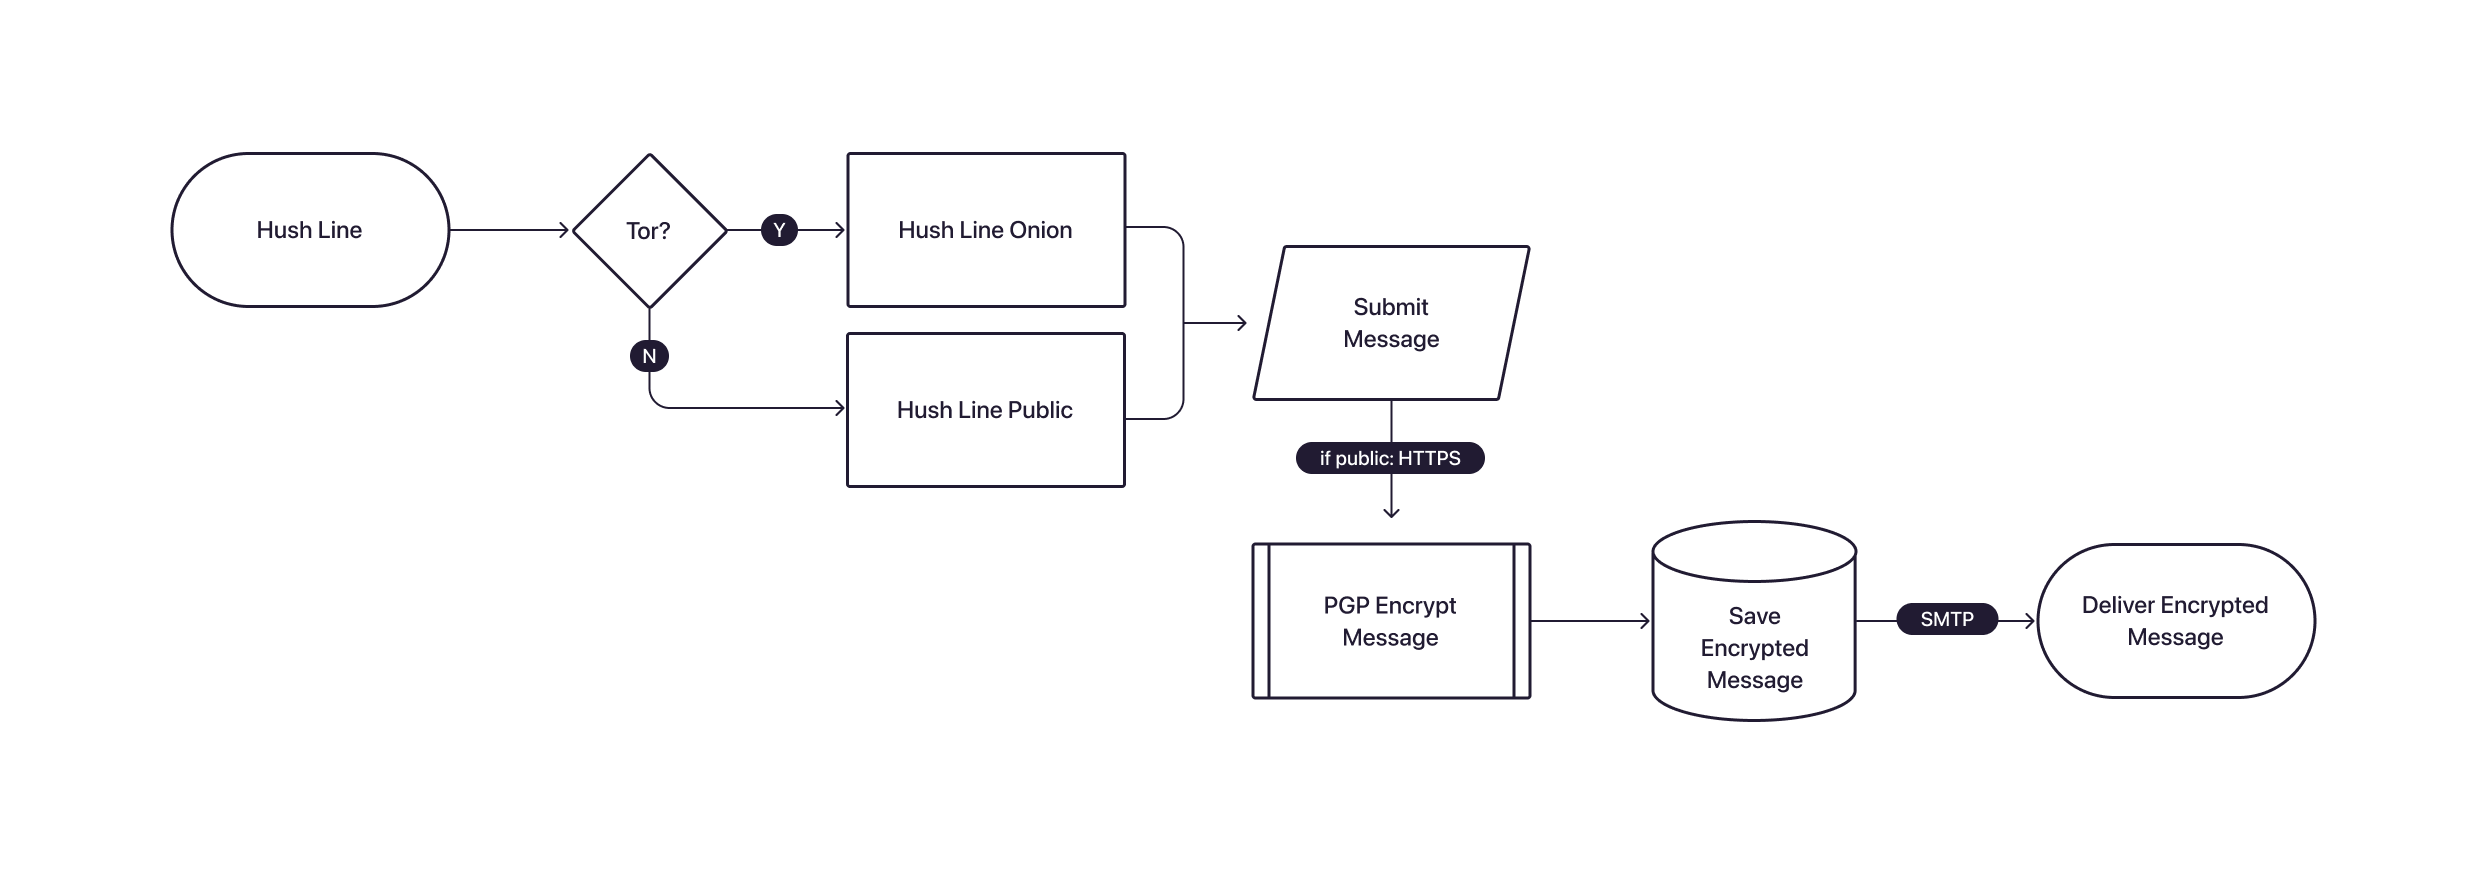 Hush Line
Tor?
Y
Hush Line Onion
N
Hush Line Public
Submit
Message
if public: HTTPS
PGP Encrypt
Message
Save
Encrypted
Message
SMTP
Deliver Encrypted
Message